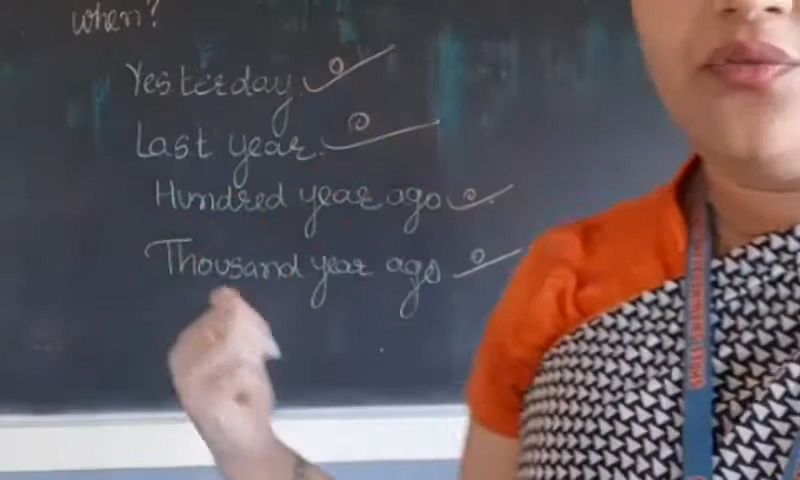 when?
Yesterday
Last year.
Hundred year ago
Thousand year ago